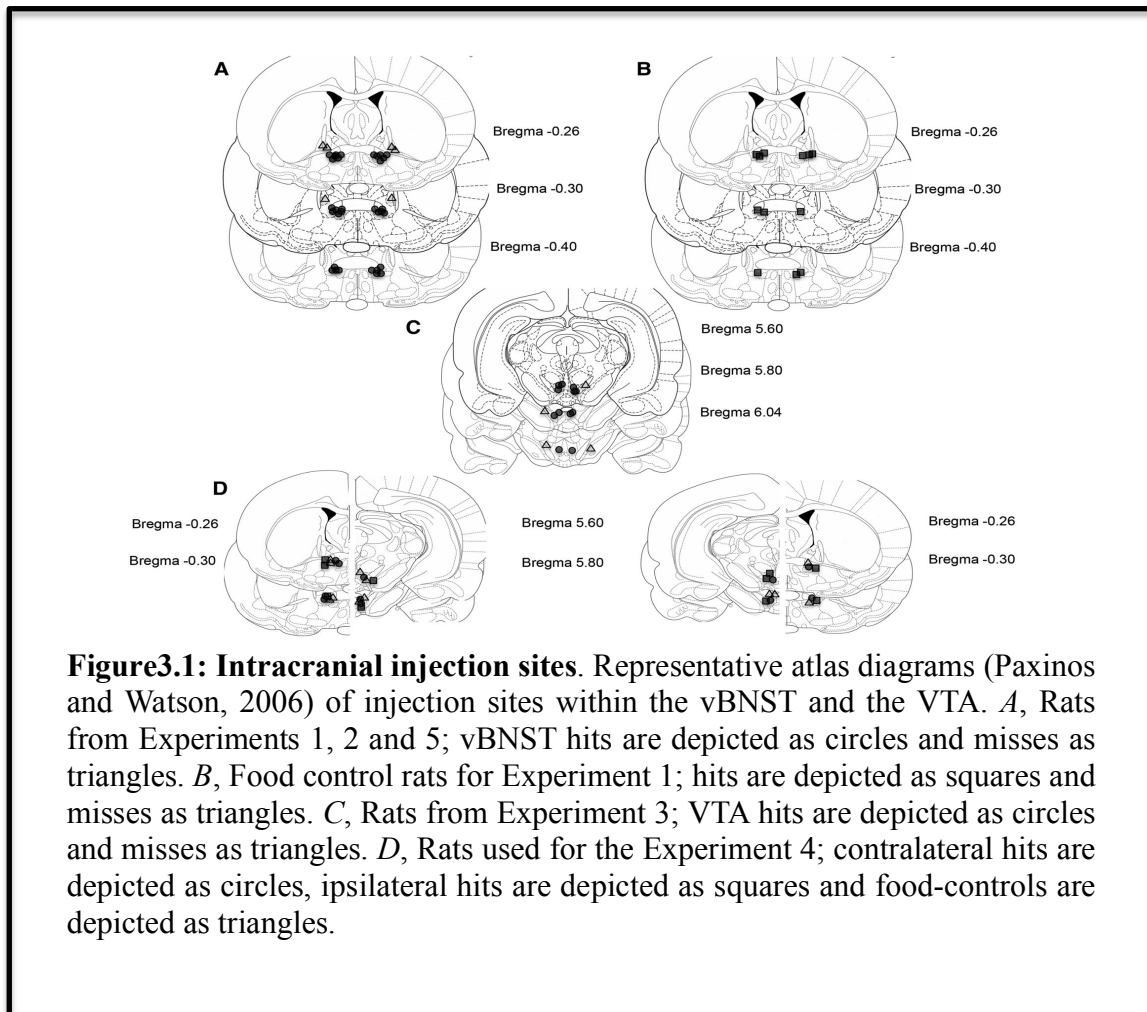 A
B
Bregma -0.26
Bregma -0.26
Bregma -0.30
Bregma -0.30
Bregma -0.40
Bregma -0.40
C
Bregma 5.60
Bregma 5.80
Bregma 6.04
D
Bregma -0.26
Bregma 5.60
Bregma -0.26
Bregma -0.30
Bregma 5.80
Bregma -0.30
Figure3.1: Intracranial injection sites. Representative atlas diagrams (Paxinos
and Watson, 2006) of injection sites within the vBNST and the VTA. A, Rats
from Experiments 1, 2 and 5; vBNST hits are depicted as circles and misses as
triangles. B, Food control rats for Experiment 1; hits are depicted as squares and
misses as triangles. C, Rats from Experiment 3; VTA hits are depicted as circles
and misses as triangles. D, Rats used for the Experiment 4; contralateral hits are
depicted as circles, ipsilateral hits are depicted as squares and food-controls are
depicted as triangles.